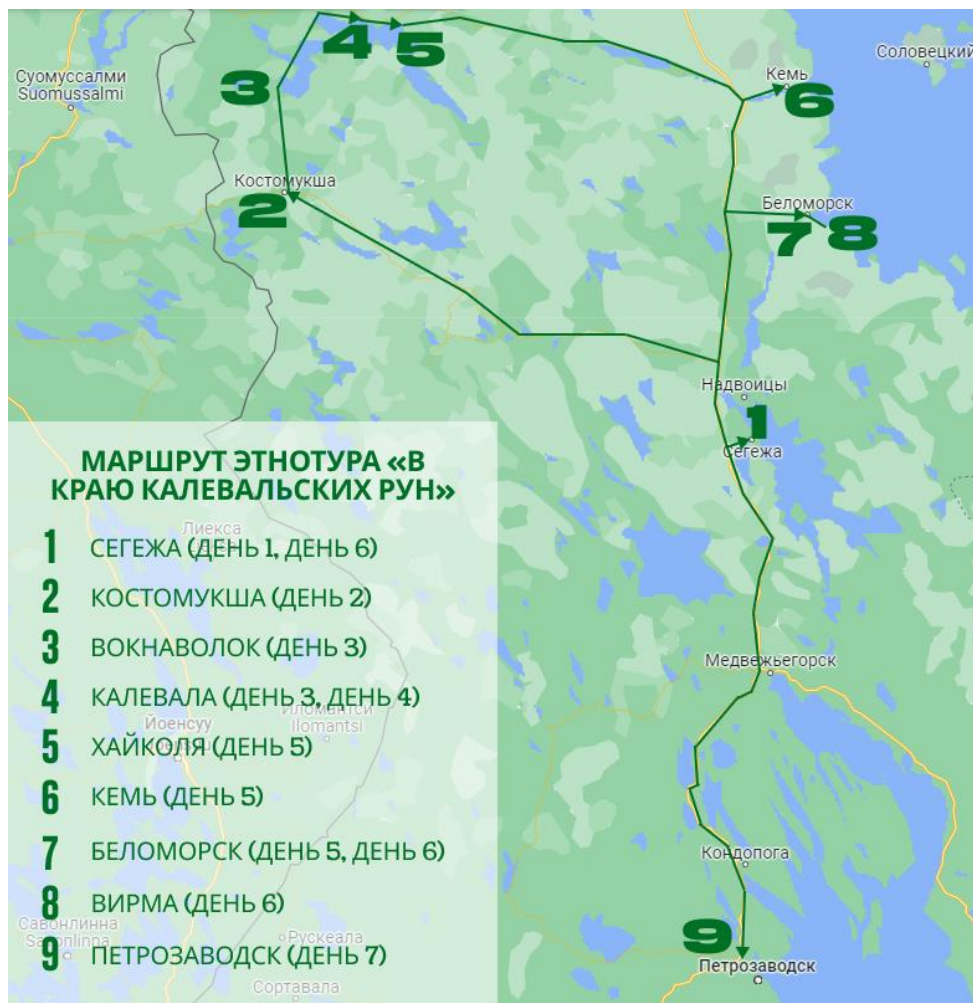 Суомуссалми
Suomussalmi
4
5
Соловецкий
3
Кемь
6
Костомукша
2
Беломорск
7
8
Надвоицы
1
Сегежа
МАРШРУТ ЭТНОТУРА «В
КРАЮ КАЛЕВАЛЬСКИХ РУН»
Лиекса
1 СЕГЕЖА (ДЕНЬ 1, ДЕНЬ 6)
2 КОСТОМУКША (ДЕНЬ 2)
3 ВОКНАВОЛОК (ДЕНЬ 3)
4 КАЛЕВАЛА (ДЕНЬ 3, ДЕНЬ 4)
Иломантси
Ilomantsi
Йоенсуу
5 ХАЙКОЛЯ (ДЕНЬ 5)
6 КЕМЬ (ДЕНЬ 5)
7 БЕЛОМОРСК (ДЕНЬ 5, ДЕНЬ 6)
8 ВИРМА (ДЕНЬ 6)
Савонлинна
Savonlinna
Рускеала
9 ПЕТРОЗАВОДСК (ДЕНЬ 7)
Сортавала
Медвежьегорск
Кондопога
9
Петрозаводск